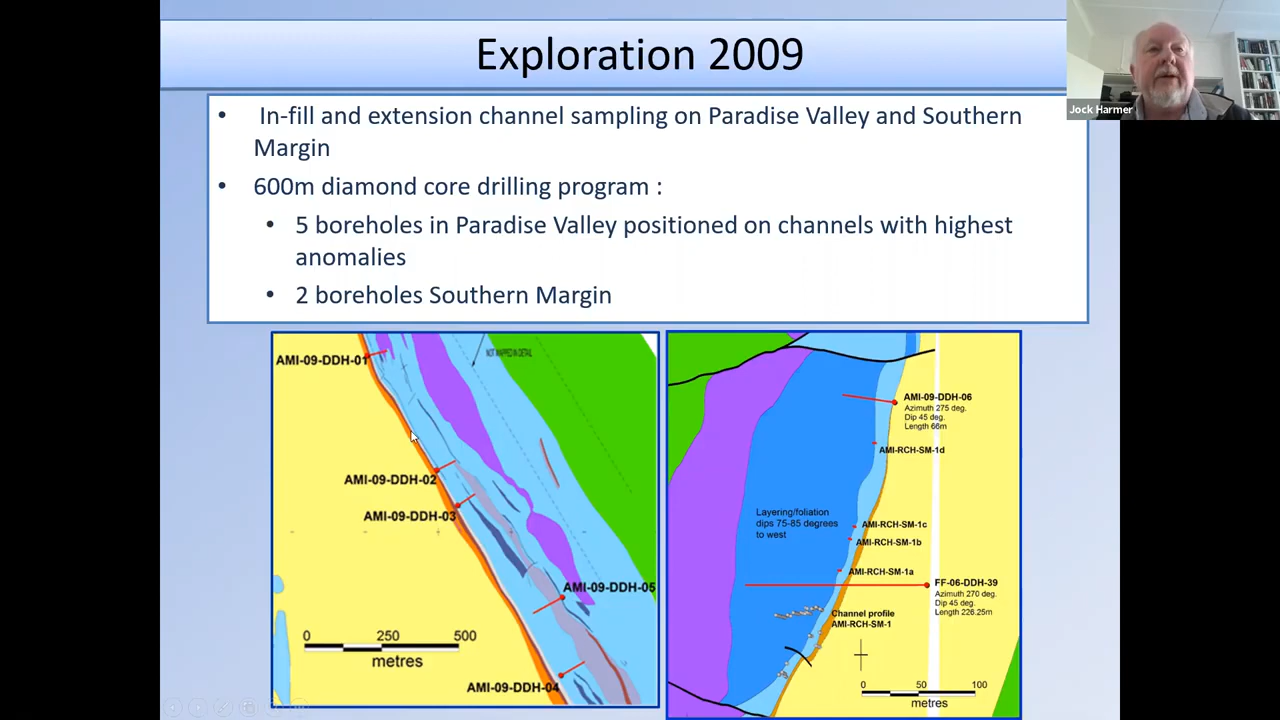 Exploration 2009
Jock Harmer
• In-fill and extension channel sampling on Paradise Valley and Southern
Margin
• 600m diamond core drilling program :
• 5 boreholes in Paradise Valley positioned on channels with highest
anomalies
• 2 boreholes Southern Margin
AMI-09-DDH-01
NOT MAPPED IN DETAIL
AMI-09-DDH-02
AMI-09-DDH-03
AMI-09-DDH-05
0 250 500
metres
AMI-09-DDH-04
AMI-09-DDH-06
Azimuth 275 deg.
Dip 45 deg.
Length 66m
AMI-RCH-SM-1d
Layering/foliation
dips 75-85 degrees
to west
AMI-RCH-SM-1c
AMI-RCH-SM-1b
AMI-RCH-SM-1a
FF-06-DDH-39
Azimuth 270 deg.
Dip 45 deg.
Length 226.25m
Channel profile
AMI-RCH-SM-1
0 50 100
metres